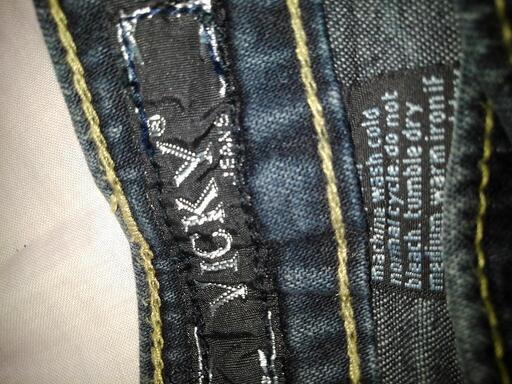 VICKY®
JEANS
machine wash cold
normal cycle.do not
bleach. tumble dry
medium. warm iron if